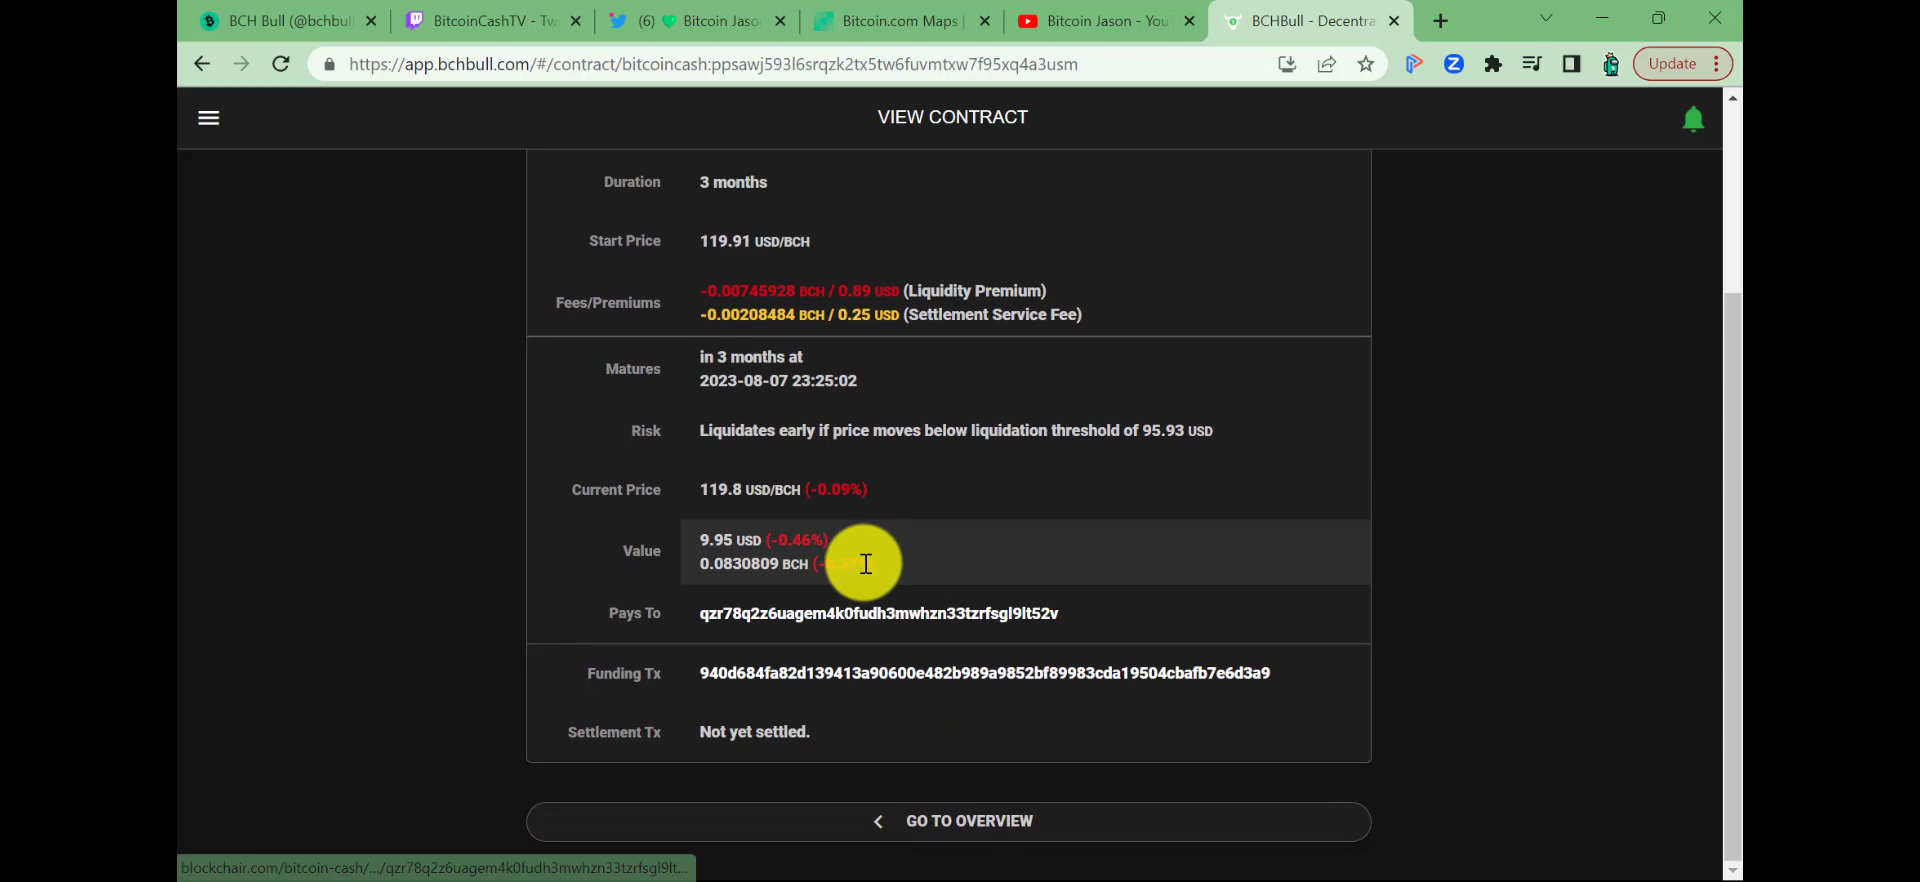 BCH Bull (@bchbull
BitcoinCashTV - Tw
(6) 💚 Bitcoin Jaso
Bitcoin.com Maps |
Bitcoin Jason - You
BCHBull - Decentra
https://app.bchbull.com/#/contract/bitcoincash:ppsawj593l6srqzk2tx5tw6fuvmtxw7f95xq4a3usm
Update
VIEW CONTRACT
Duration 3 months
Start Price 119.91 USD/BCH
Fees/Premiums
-0.00745928 BCH / 0.89 USD (Liquidity Premium)
-0.00208484 BCH / 0.25 USD (Settlement Service Fee)
Matures
in 3 months at
2023-08-07 23:25:02
Risk Liquidates early if price moves below liquidation threshold of 95.93 USD
Current Price 119.8 USD/BCH (-0.09%)
Value
9.95 USD (-0.46%)
0.0830809 BCH
Pays To qzr78q2z6uagem4k0fudh3mwhzn33tzrfsgl9lt52v
Funding Tx 940d684fa82d139413a90600e482b989a9852bf89983cda19504cbafb7e6d3a9
Settlement Tx Not yet settled.
GO TO OVERVIEW
blockchair.com/bitcoin-cash/.../qzr78q2z6uagem4k0fudh3mwhzn33tzrfsgl9lt...